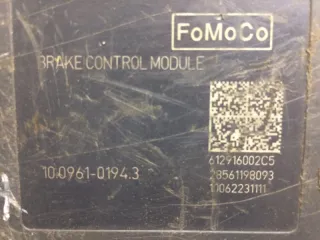 FoMoCo
BRAKE CONTROL MODULE
612916002C5
10.0961-0194.3
28561198093
10062231111